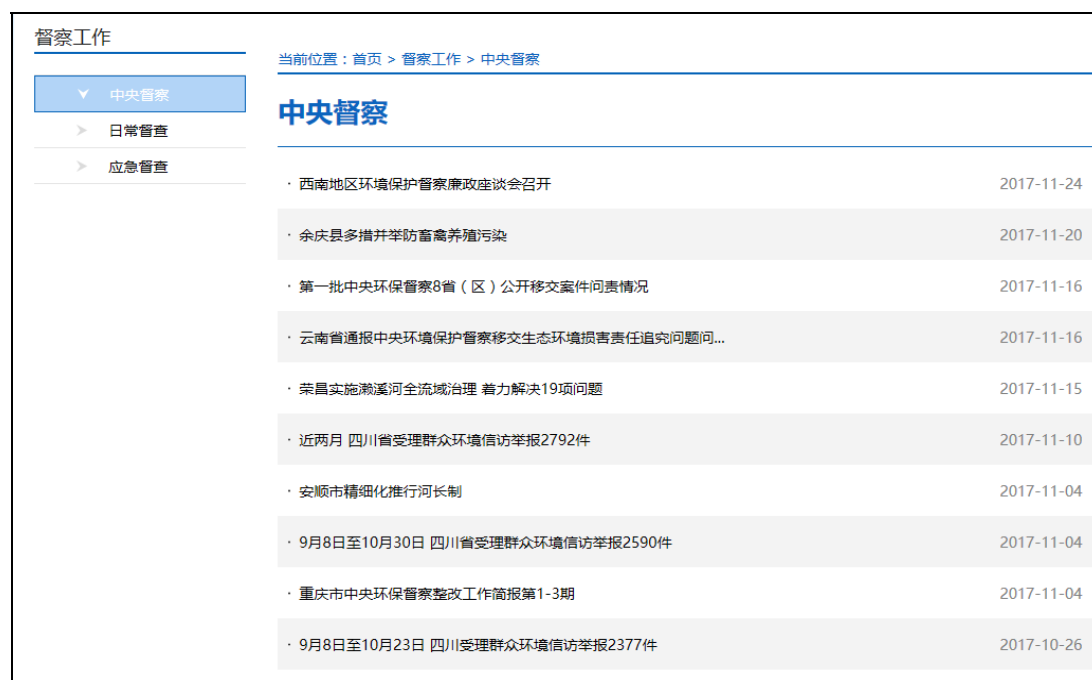 督察工作
当前位置：首页 > 督察工作 > 中央督察
中央督察
日常督查
应急督查
中央督察
· 西南地区环境保护督察廉政座谈会召开 2017-11-24
· 余庆县多措并举防畜禽养殖污染 2017-11-20
· 第一批中央环保督察8省（区）公开移交案件问责情况 2017-11-16
· 云南省通报中央环境保护督察移交生态环境损害责任追究问题问... 2017-11-16
· 荣昌实施濑溪河全流域治理 着力解决19项问题 2017-11-15
· 近两月 四川省受理群众环境信访举报2792件 2017-11-10
· 安顺市精细化推行河长制 2017-11-04
· 9月8日至10月30日 四川省受理群众环境信访举报2590件 2017-11-04
· 重庆市中央环保督察整改工作简报第1-3期 2017-11-04
· 9月8日至10月23日 四川受理群众环境信访举报2377件 2017-10-26